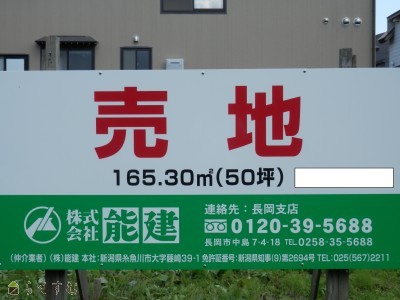 売地
165.30㎡(50坪)
株式会社 能建
連絡先:長岡支店
0120-39-5688
長岡市中島7-4-18 TEL0258-35-5688
(仲介業者)(株)能建 本社:新潟県糸魚川市大字藤崎39-1 免許証番号:新潟県知事(9)第2694号 TEL:025(567)2211